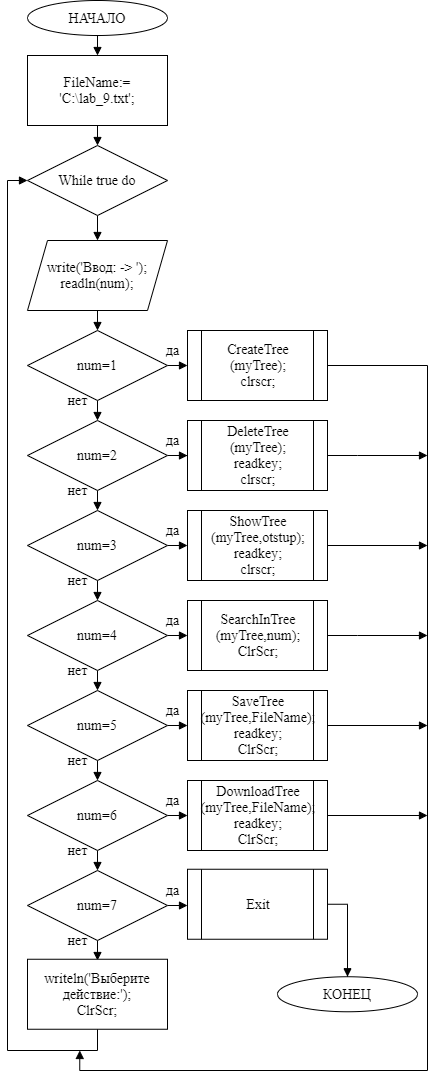 НАЧАЛО
FileName:=
'C:\lab_9.txt';
While true do
write('Ввод: -> ');
readln(num);
num=1
да
CreateTree
(myTree);
clrscr;
нет
num=2
да
DeleteTree
(myTree);
readkey;
clrscr;
нет
num=3
да
ShowTree
(myTree,otstup);
readkey;
clrscr;
нет
num=4
да
SearchInTree
(myTree,num);
ClrScr;
нет
num=5
да
SaveTree
(myTree,FileName);
readkey;
ClrScr;
нет
num=6
да
DownloadTree
(myTree,FileName);
readkey;
ClrScr;
нет
num=7
да
Exit
нет
writeln('Выберите
действие:');
ClrScr;
КОНЕЦ